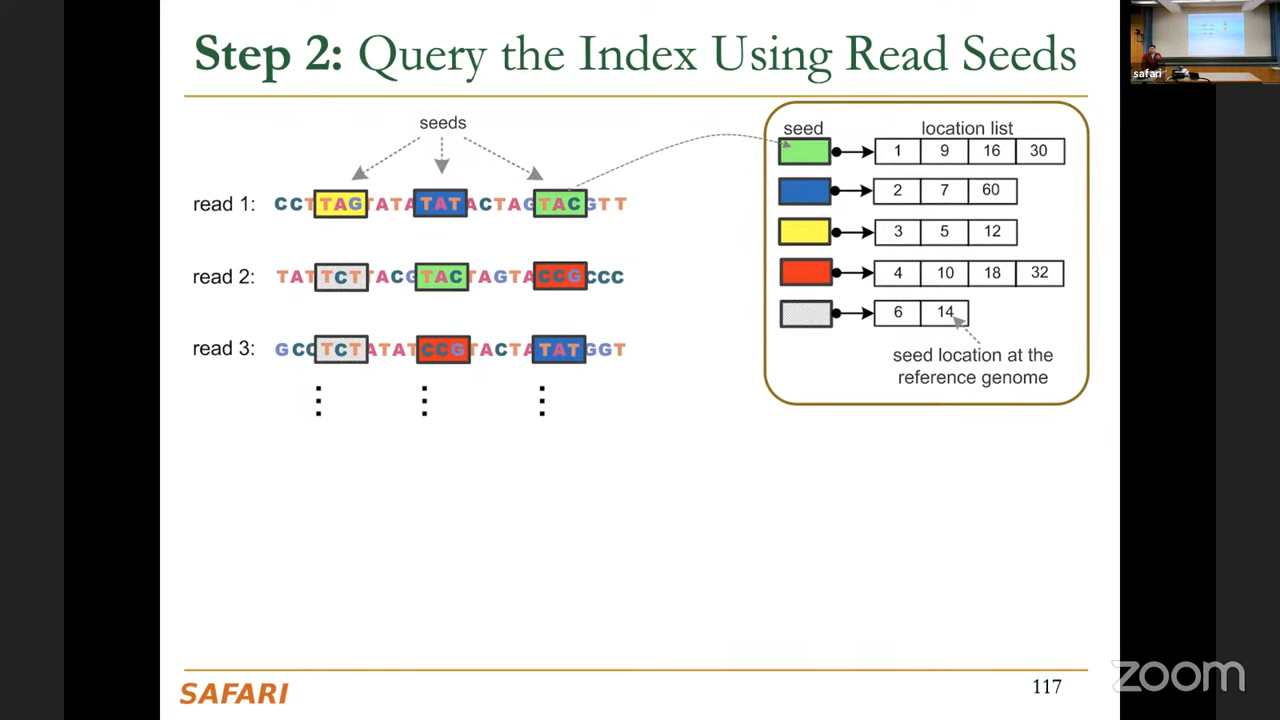 Step 2: Query the Index Using Read Seeds
safari
seeds
read 1: CCTTAGTATATATACTAGTACGTT
read 2: TATTCTTACGTACTAGTACCGCCC
read 3: GCCTCTATATCCGTACTATATGGT
seed location list
1 9 16 30
2 7 60
3 5 12
4 10 18 32
6 14
seed location at the
reference genome
SAFARI
117
zoom